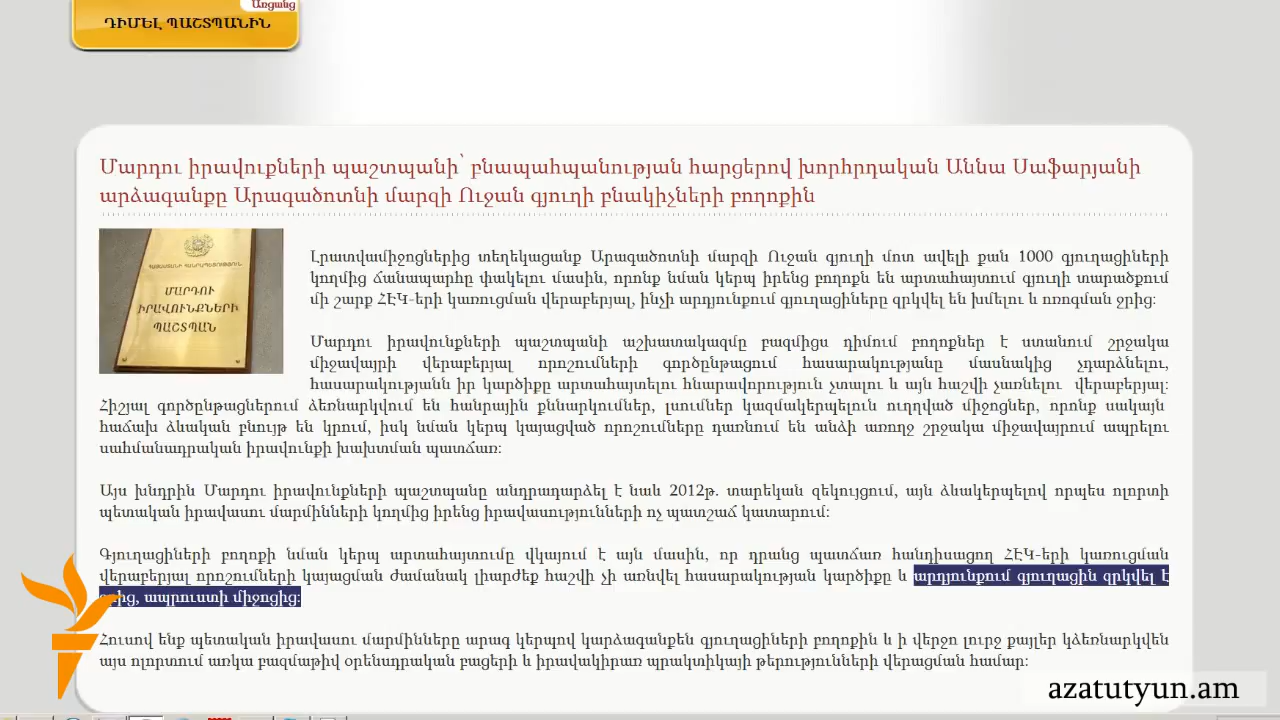 Առցանց
ԴԻՄԵԼ ՊԱՇՏՊԱՆԻՆ
Մարդու իրավուքների պաշտպանի՝ բնապահպանության հարցերով խորհրդական Աննա Սաֆարյանի
արձագանքը Արագածոտնի մարզի Ուջան գյուղի բնակիչների բողոքին
ՀԱՅԱՍՏԱՆԻ ՀԱՆՐԱՊԵՏՈՒԹՅՈՒՆ
ՄԱՐԴՈՒ
ԻՐԱՎՈՒՆՔՆԵՐԻ
ՊԱՇՏՊԱՆ
Լրատվամիջոցներից տեղեկացանք Արագածոտնի մարզի Ուջան գյուղի մոտ ավելի քան 1000 գյուղացիների
կողմից ճանապարհը փակելու մասին, որոնք նման կերպ իրենց բողոքն են արտահայտում գյուղի տարածքում
մի շարք ՀԷԿ-երի կառուցման վերաբերյալ, ինչի արդյունքում գյուղացիները զրկվել են խմելու և ոռոգման ջրից:
Մարդու իրավունքների պաշտպանի աշխատակազմը բազմիցս դիմում բողոքներ է ստանում շրջակա
միջավայրի վերաբերյալ որոշումների գործընթացում հասարակությանը մասնակից չդարձնելու,
հասարակությանն իր կարծիքը արտահայտելու հնարավորություն չտալու և այն հաշվի չառնելու վերաբերյալ:
Հիշյալ գործընթացներում ձեռնարկվում են հանրային քննարկումներ, լսումներ կազմակերպելուն ուղղված միջոցներ, որոնք սակայն
հաճախ ձևական բնույթ են կրում, իսկ նման կերպ կայացված որոշումները դառնում են անձի առողջ շրջակա միջավայրում ապրելու
սահմանադրական իրավունքի խախտման պատճառ:
Այս խնդրին Մարդու իրավունքների պաշտպանը անդրադարձել է նաև 2012թ. տարեկան զեկույցում, այն ձևակերպելով որպես ոլորտի
պետական իրավասու մարմինների կողմից իրենց իրավասությունների ոչ պատշաճ կատարում:
Գյուղացիների բողոքի նման կերպ արտահայտումը վկայում է այն մասին, որ դրանց պատճառ հանդիսացող ՀԷԿ-երի կառուցման
վերաբերյալ որոշումների կայացման ժամանակ լիարժեք հաշվի չի առնվել հասարակության կարծիքը և արդյունքում գյուղացին զրկվել է
ջրից, ապրուստի միջոցից:
Հուսով ենք պետական իրավասու մարմինները արագ կերպով կարձագանքեն գյուղացիների բողոքին և ի վերջո լուրջ քայլեր կձեռնարկվեն
այս ոլորտում առկա բազմաթիվ օրենսդրական բացերի և իրավակիրառ պրակտիկայի թերությունների վերացման համար:
azatutyun.am